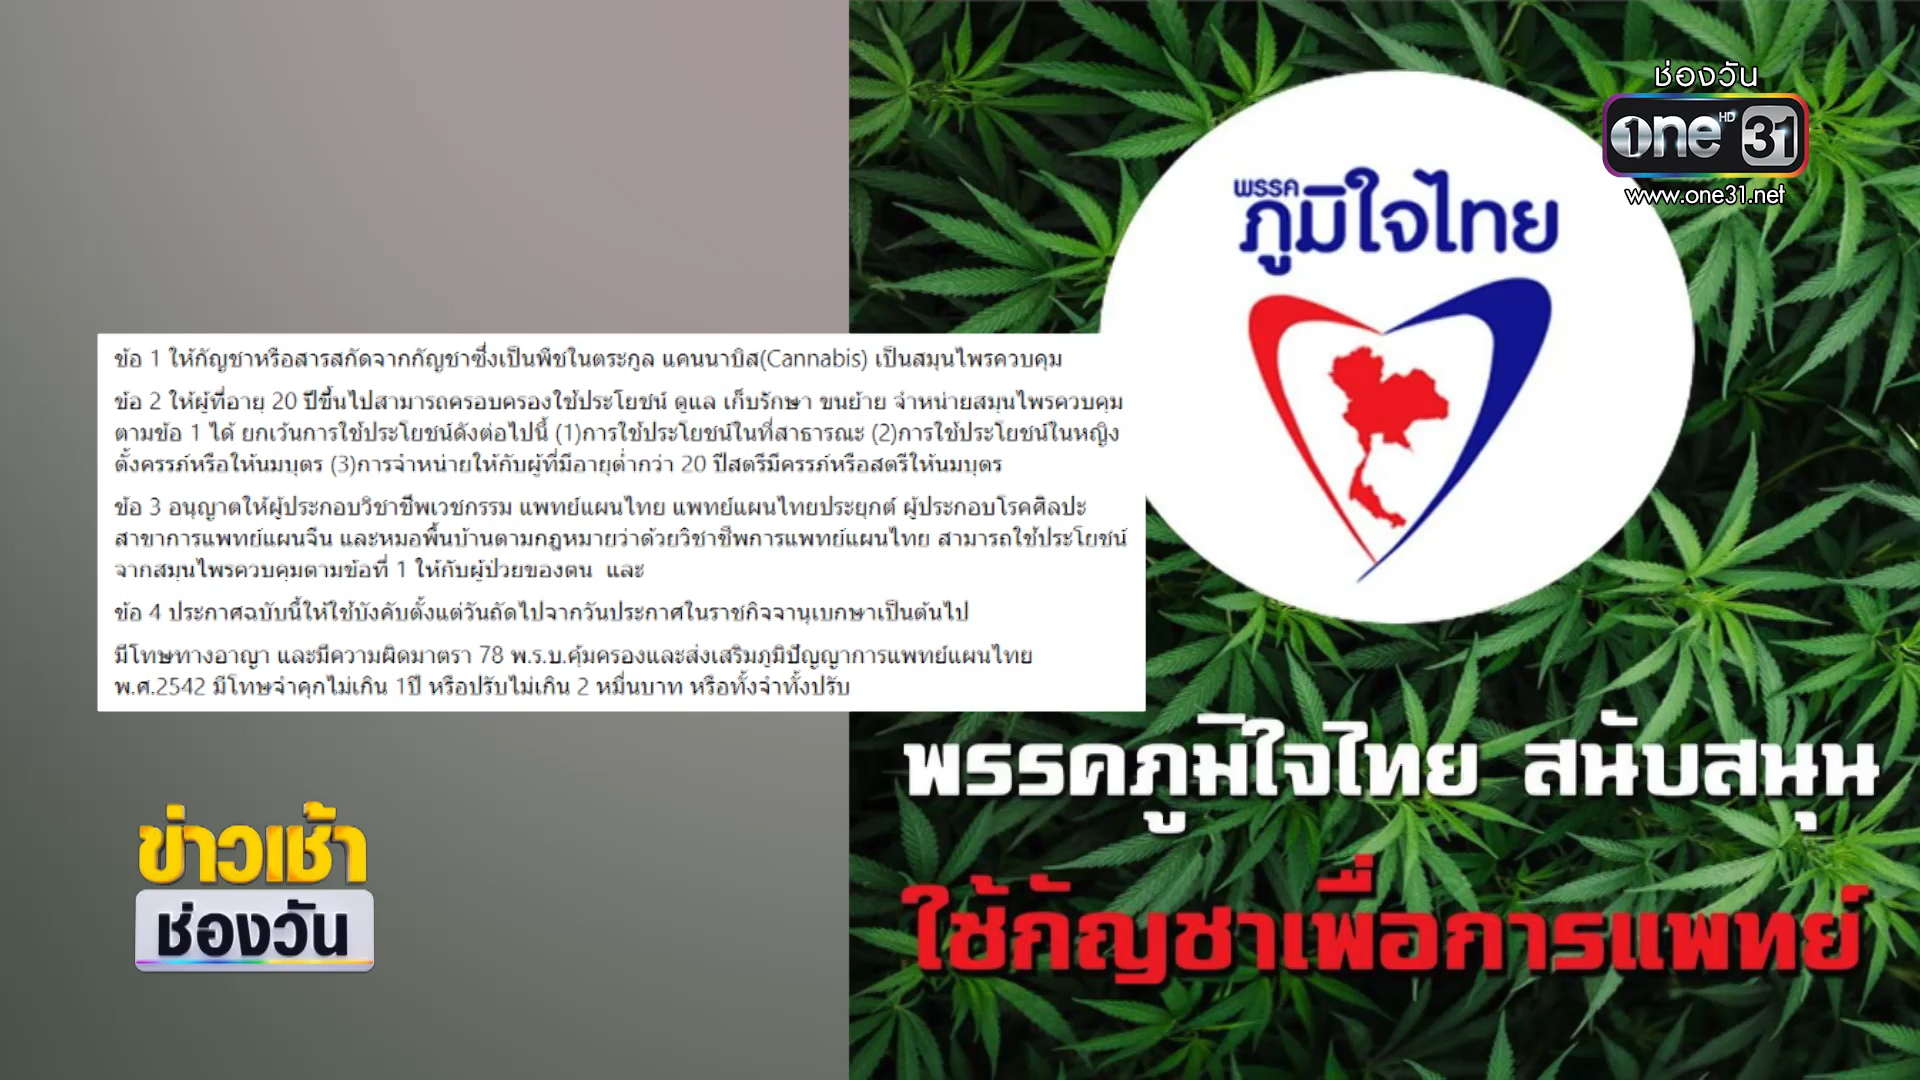 ช่องวัน
one HD 31
www.one31.net
พรรค
ภูมิใจไทย
ข้อ 1 ให้กัญชาหรือสารสกัดจากกัญชาซึ่งเป็นพืชในตระกูล แคนนาบิส(Cannabis) เป็นสมุนไพรควบคุม
ข้อ 2 ให้ผู้ที่อายุ 20 ปีขึ้นไปสามารถครอบครองใช้ประโยชน์ ดูแล เก็บรักษา ขนย้าย จำหน่ายสมุนไพรควบคุม
ตามข้อ 1 ได้ ยกเว้นการใช้ประโยชน์ดังต่อไปนี้ (1)การใช้ประโยชน์ในที่สาธารณะ (2)การใช้ประโยชน์ในหญิง
ตั้งครรภ์หรือให้นมบุตร (3)การจำหน่ายให้กับผู้ที่มีอายุต่ำกว่า 20 ปีสตรีมีครรภ์หรือสตรีให้นมบุตร
ข้อ 3 อนุญาตให้ผู้ประกอบวิชาชีพเวชกรรม แพทย์แผนไทย แพทย์แผนไทยประยุกต์ ผู้ประกอบโรคศิลปะ
สาขาการแพทย์แผนจีน และหมอพื้นบ้านตามกฎหมายว่าด้วยวิชาชีพการแพทย์แผนไทย สามารถใช้ประโยชน์
จากสมุนไพรควบคุมตามข้อที่ 1 ให้กับผู้ป่วยของตน และ
ข้อ 4 ประกาศฉบับนี้ให้ใช้บังคับตั้งแต่วันถัดไปจากวันประกาศในราชกิจจานุเบกษาเป็นต้นไป
มีโทษทางอาญา และมีความผิดมาตรา 78 พ.ร.บ.คุ้มครองและส่งเสริมภูมิปัญญาการแพทย์แผนไทย
พ.ศ.2542 มีโทษจำคุกไม่เกิน 1ปี หรือปรับไม่เกิน 2 หมื่นบาท หรือทั้งจำทั้งปรับ
พรรคภูมิใจไทย สนับสนุน
ใช้กัญชาเพื่อการแพทย์
ข่าวเช้า
ช่องวัน